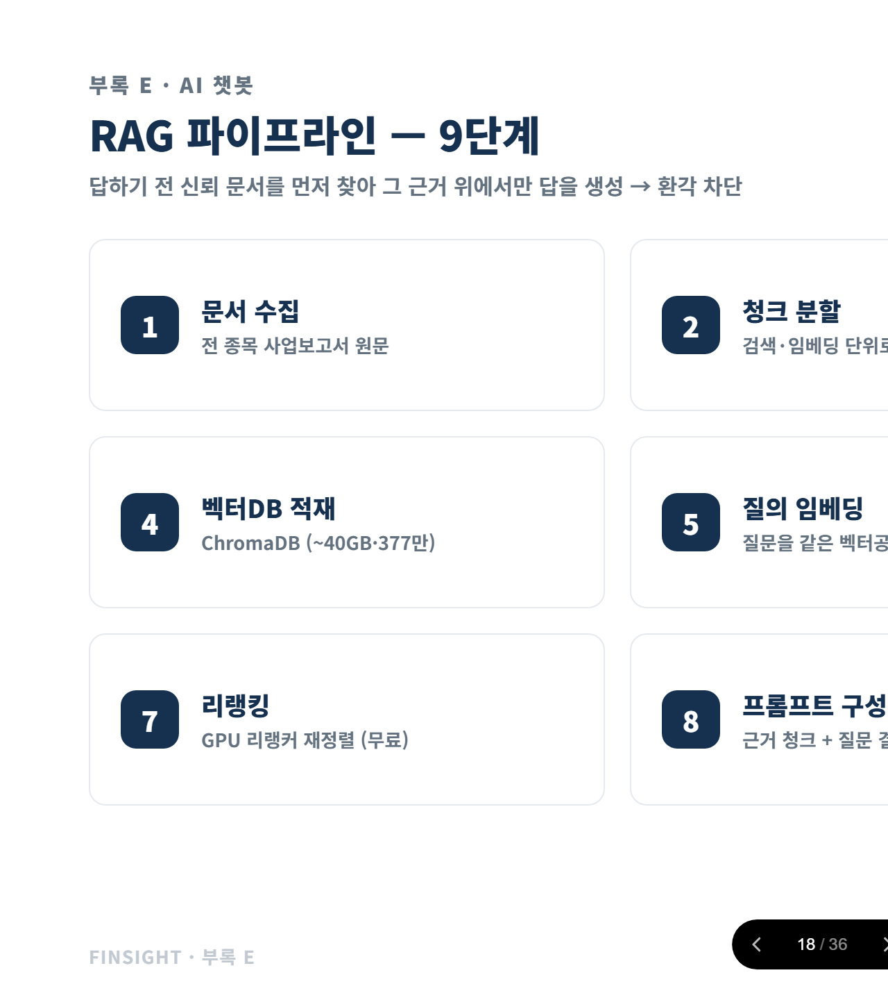 부록 E · AI 챗봇
RAG 파이프라인 — 9단계
답하기 전 신뢰 문서를 먼저 찾아 그 근거 위에서만 답을 생성 → 환각 차단
1
문서 수집
전 종목 사업보고서 원문
2
청크 분할
검색·임베딩 단위로
4
벡터DB 적재
ChromaDB (~40GB·377만)
5
질의 임베딩
질문을 같은 벡터공
7
리랭킹
GPU 리랭커 재정렬 (무료)
8
프롬프트 구성
근거 청크 + 질문
FINSIGHT · 부록 E
18 / 36